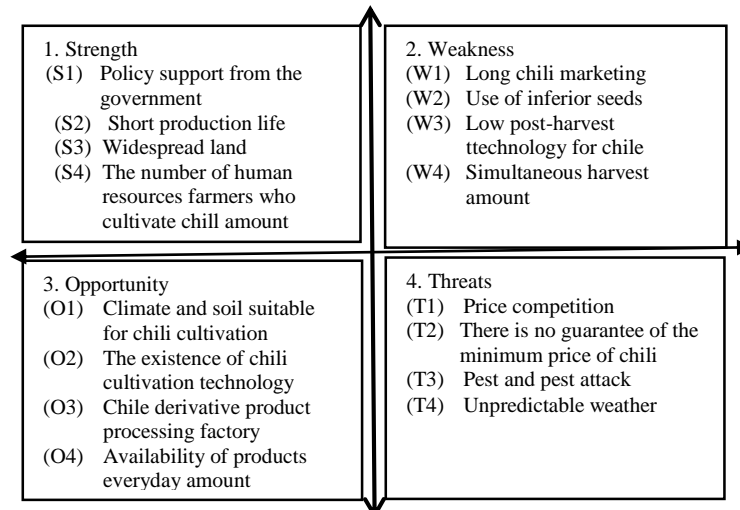 1. Strength
(S1) Policy support from the
government
(S2) Short production life
(S3) Widespread land
(S4) The number of human
resources farmers who
cultivate chill amount
2. Weakness
(W1) Long chili marketing
(W2) Use of inferior seeds
(W3) Low post-harvest
ttechnology for chile
(W4) Simultaneous harvest
amount
3. Opportunity
(O1) Climate and soil suitable
for chili cultivation
(O2) The existence of chili
cultivation technology
(O3) Chile derivative product
processing factory
(O4) Availability of products
everyday amount
4. Threats
(T1) Price competition
(T2) There is no guarantee of the
minimum price of chili
(T3) Pest and pest attack
(T4) Unpredictable weather